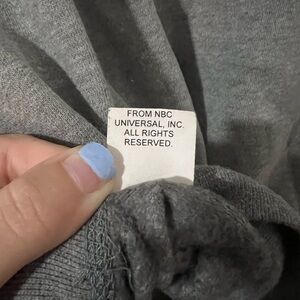 FROM NBC
UNIVERSAL, INC.
ALL RIGHTS
RESERVED.